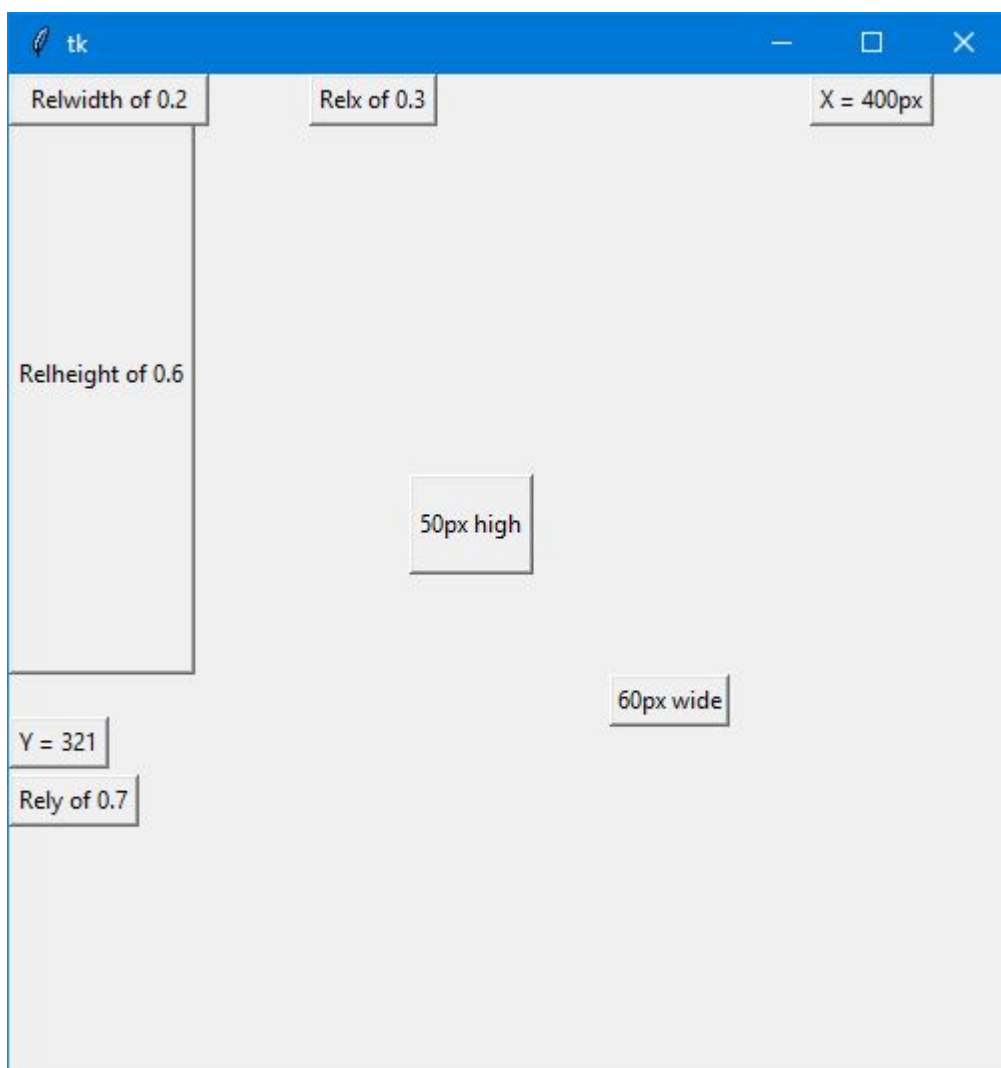 tk
Relwidth of 0.2
Relx of 0.3
X = 400px
Relheight of 0.6
50px high
60px wide
Y = 321
Rely of 0.7